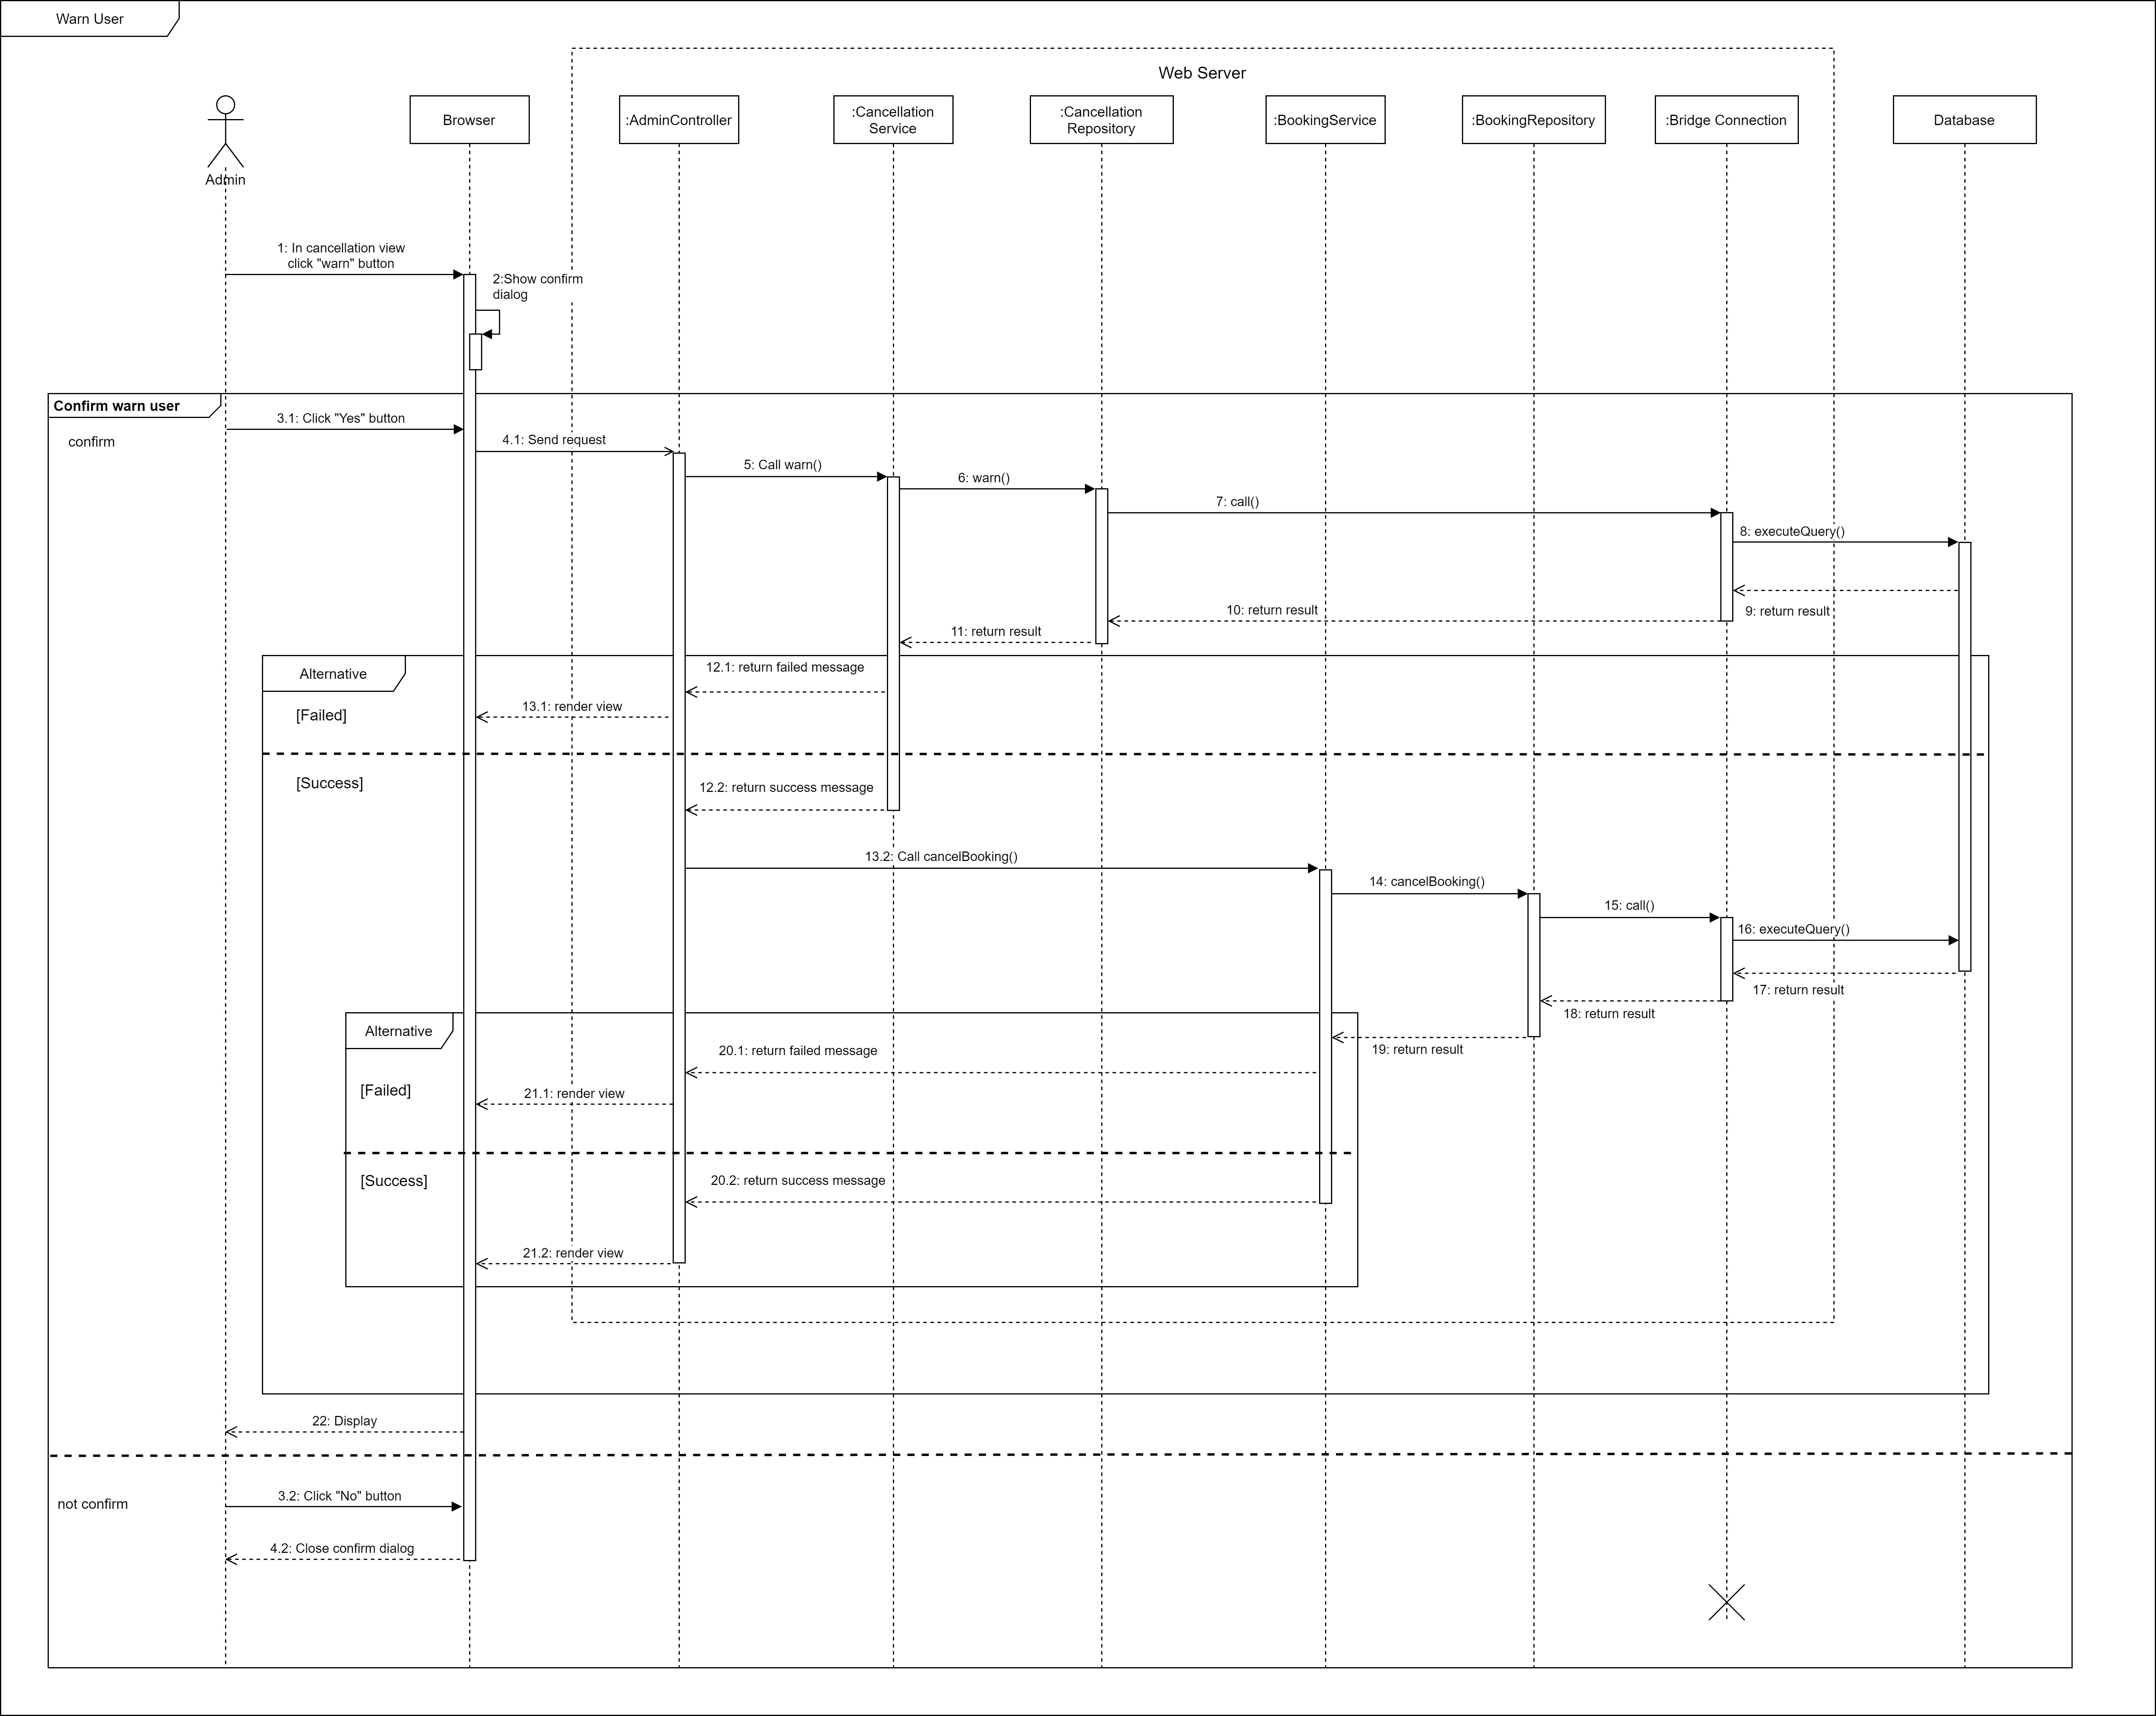 Warn User
Web Server
Admin
Browser
:AdminController
:Cancellation
Service
:Cancellation
Repository
:BookingService
:BookingRepository
:Bridge Connection
Database
1: In cancellation view
click "warn" button
2:Show confirm
dialog
Confirm warn user
3.1: Click "Yes" button
confirm
4.1: Send request
5: Call warn()
6: warn()
7: call()
8: executeQuery()
9: return result
10: return result
11: return result
Alternative
12.1: return failed message
[Failed]
13.1: render view
[Success]
12.2: return success message
13.2: Call cancelBooking()
14: cancelBooking()
15: call()
16: executeQuery()
17: return result
18: return result
19: return result
Alternative
20.1: return failed message
[Failed]
21.1: render view
[Success]
20.2: return success message
21.2: render view
22: Display
not confirm
3.2: Click "No" button
4.2: Close confirm dialog